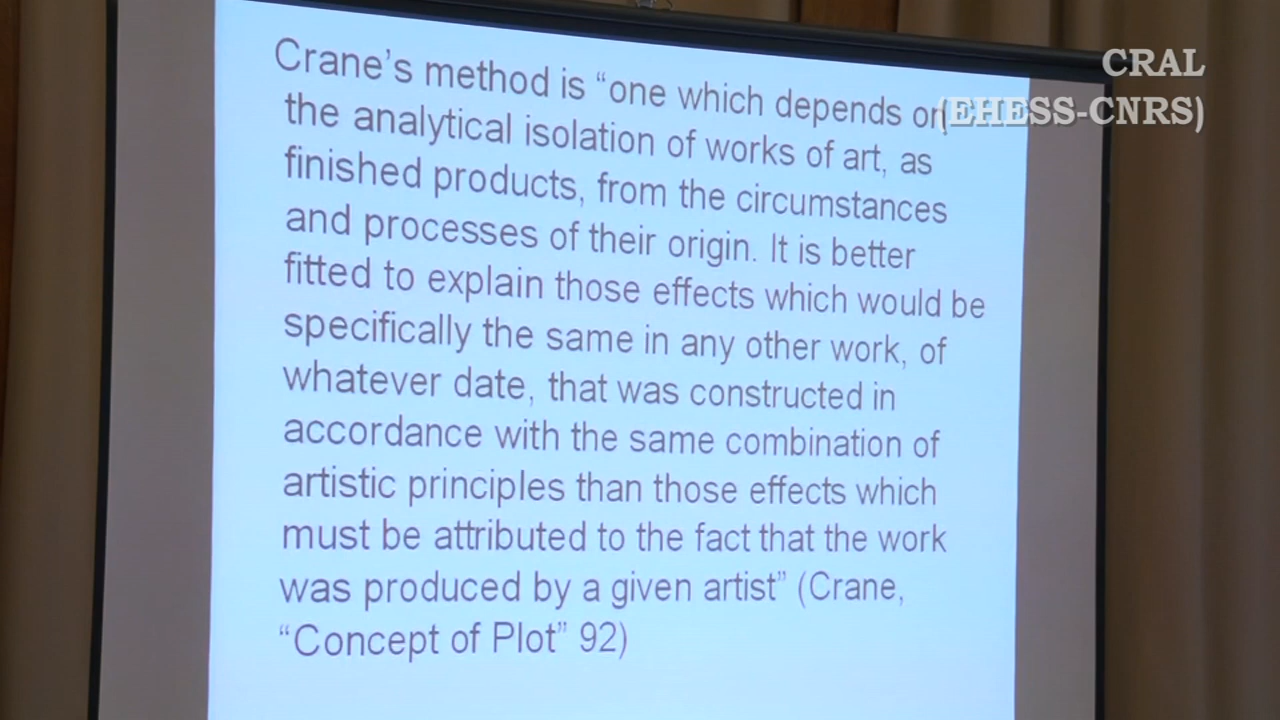 Crane's method is “one which depends on
the analytical isolation of works of art, as
finished products, from the circumstances
and processes of their origin. It is better
fitted to explain those effects which would be
specifically the same in any other work, of
whatever date, that was constructed in
accordance with the same combination of
artistic principles than those effects which
must be attributed to the fact that the work
was produced by a given artist” (Crane,
“Concept of Plot” 92)
CRAL
(EHESS-CNRS)